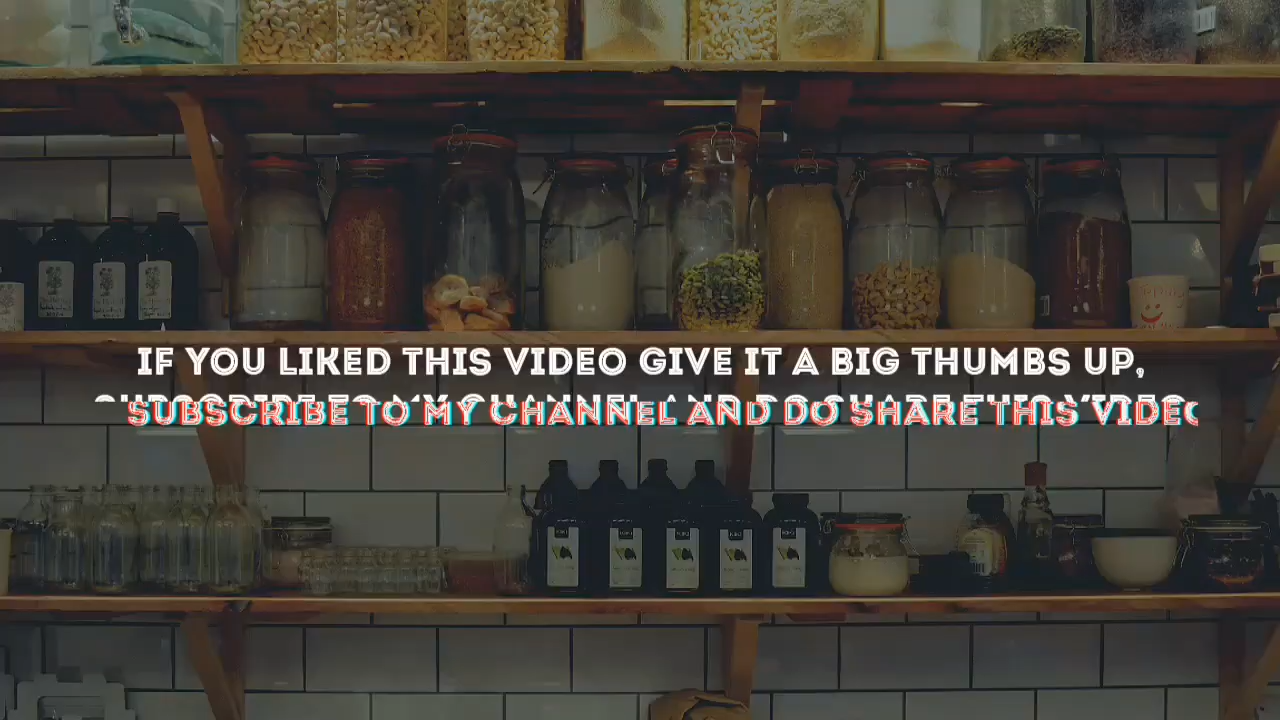 IF YOU LIKED THIS VIDEO GIVE IT A BIG THUMBS UP,
SUBSCRIBE TO MY CHANNEL AND DO SHARE THIS VIDEO